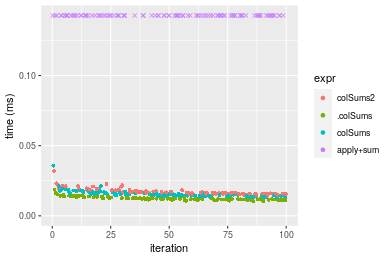 0.10
0.05
0.00
time (ms)
0
25
50
75
100
iteration
expr
colSums2
.colSums
colSums
apply+sum